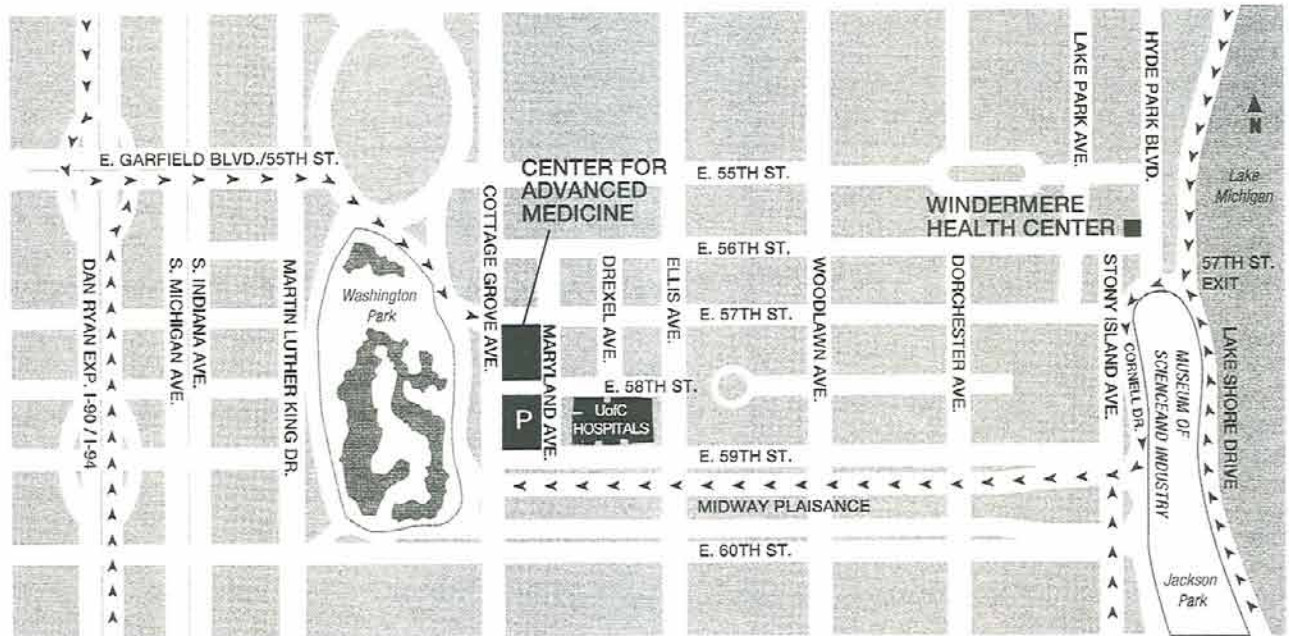 LAKE PARK AVE.
HYDE PARK BLVD.
N
E. GARFIELD BLVD./55TH ST.
CENTER FOR
ADVANCED
MEDICINE
E. 55TH ST.
Lake
Michigan
COTTAGE GROVE AVE.
WINDERMERE
HEALTH CENTER
E. 56TH ST.
DAN RYAN EXP. I-90 / I-94
S. MICHIGAN AVE.
S. INDIANA AVE.
MARTIN LUTHER KING DR.
Washington
Park
DREXEL AVE.
ELLIS AVE.
WOODLAWN AVE.
DORCHESTER AVE.
STONY ISLAND AVE.
57TH ST.
EXIT
E. 57TH ST.
MARYLAND AVE.
CORNELL DR.
MUSEUM OF
SCIENCEAND INDUSTRY
LAKE SHORE DRIVE
E. 58TH ST.
P
UofC
HOSPITALS
E. 59TH ST.
MIDWAY PLAISANCE
E. 60TH ST.
Jackson
Park